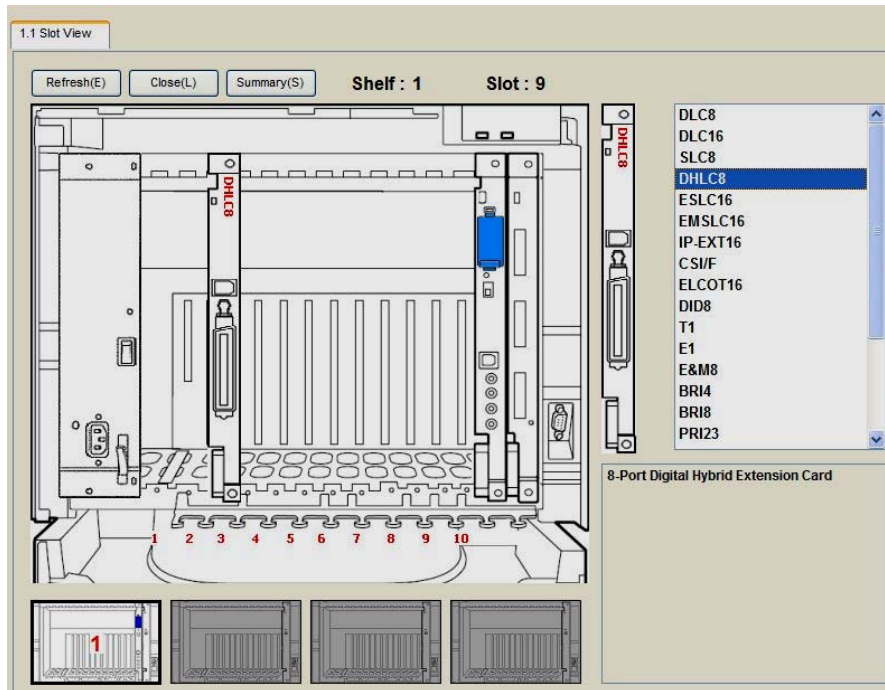 1.1 Slot View
Refresh(E) Close(L) Summary(S) Shelf : 1 Slot : 9
DHLC8
DHLC8
DLC8
DLC16
SLC8
DHLC8
ESLC16
EMSLC16
IP-EXT16
CSI/F
ELCOT16
DID8
T1
E1
E&M8
BRI4
BRI8
PRI23
8-Port Digital Hybrid Extension Card
1 2 3 4 5 6 7 8 9 10
1